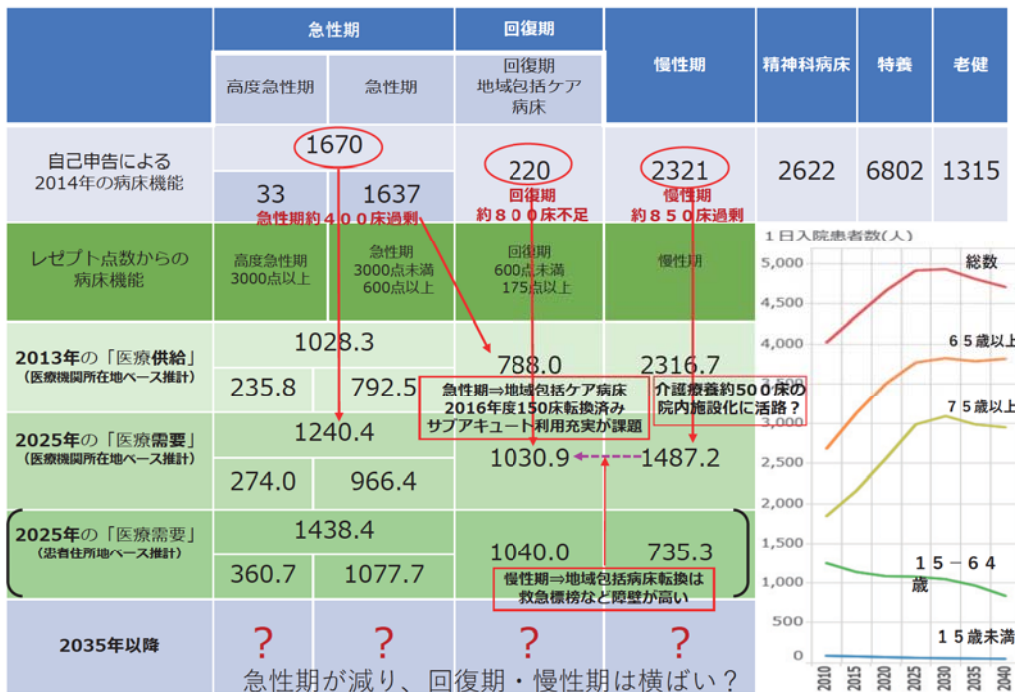 急性期
回復期
慢性期
精神科病床
特養
老健
高度急性期
急性期
回復期
地域包括ケア
病床
自己申告による
2014年の病床機能
1670
33
1637
220
2321
2622
6802
1315
急性期約400床過剰
回復期
約800床不足
慢性期
約850床過剰
レセプト点数からの
病床機能
高度急性期
3000点以上
急性期
3000点未満
600点以上
回復期
600点未満
175点以上
慢性期
2013年の「医療供給」
(医療機関所在地ベース推計)
1028.3
235.8
792.5
788.0
2316.7
急性期⇒地域包括ケア病床
2016年度150床転換済み
サブアキュート利用充実が課題
介護療養約500床の
院内施設化に活路？
2025年の「医療需要」
(医療機関所在地ベース推計)
1240.4
274.0
966.4
1030.9
1487.2
2025年の「医療需要」
(患者住所地ベース推計)
1438.4
360.7
1077.7
1040.0
735.3
慢性期⇒地域包括病床転換は
救急標榜など障壁が高い
2035年以降
？
？
？
？
急性期が減り、回復期・慢性期は横ばい？
1日入院患者数(人)
5,000
4,500
4,000
3,500
3,000
2,500
2,000
1,500
1,000
500
0
総数
65歳以上
75歳以上
15－64
歳
15歳未満
2010
2015
2020
2025
2030
2035
2040